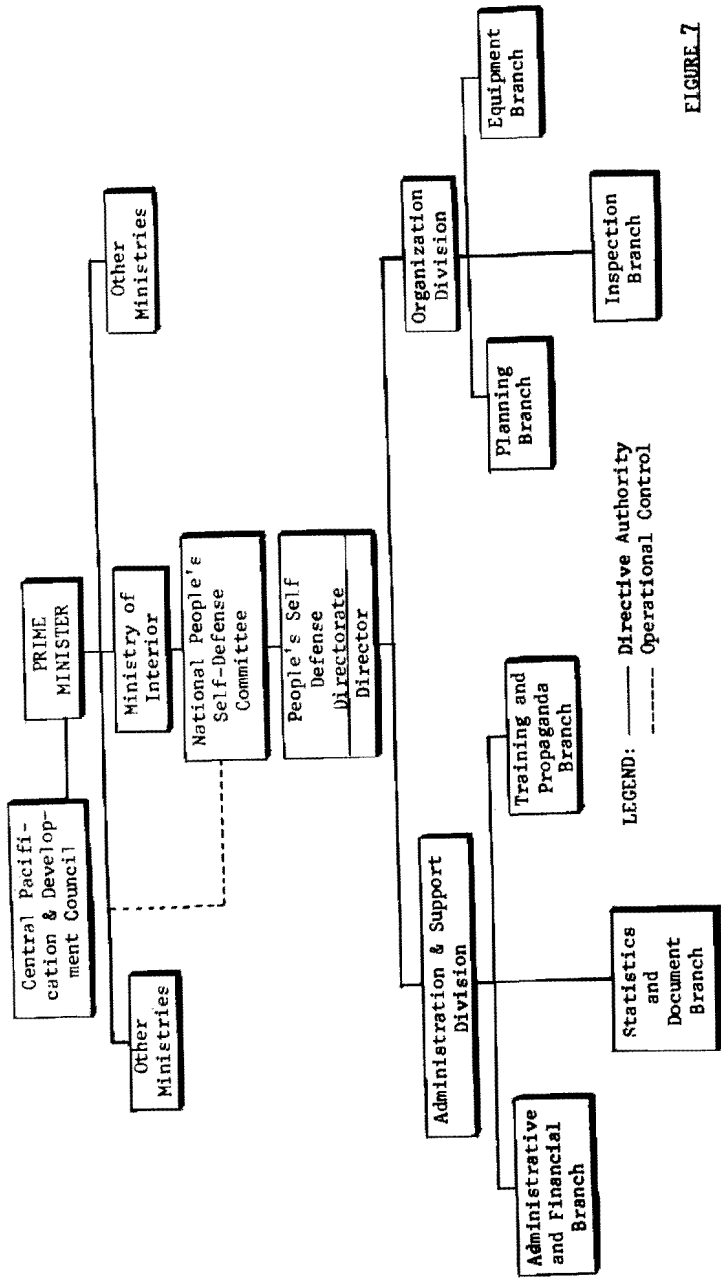 Central Pacifi-
cation & Develop-
ment Council
PRIME
MINISTER
Other
Ministries
Ministry of
Interior
Other
Ministries
National People's
Self-Defense
Committee
People's Self
Defense
Directorate
Director
Administration & Support
Division
Organization
Division
Administrative
and Financial
Branch
Statistics
and
Document
Branch
Training and
Propaganda
Branch
Planning
Branch
Inspection
Branch
Equipment
Branch
LEGEND: Directive Authority
Operational Control
FIGURE 7